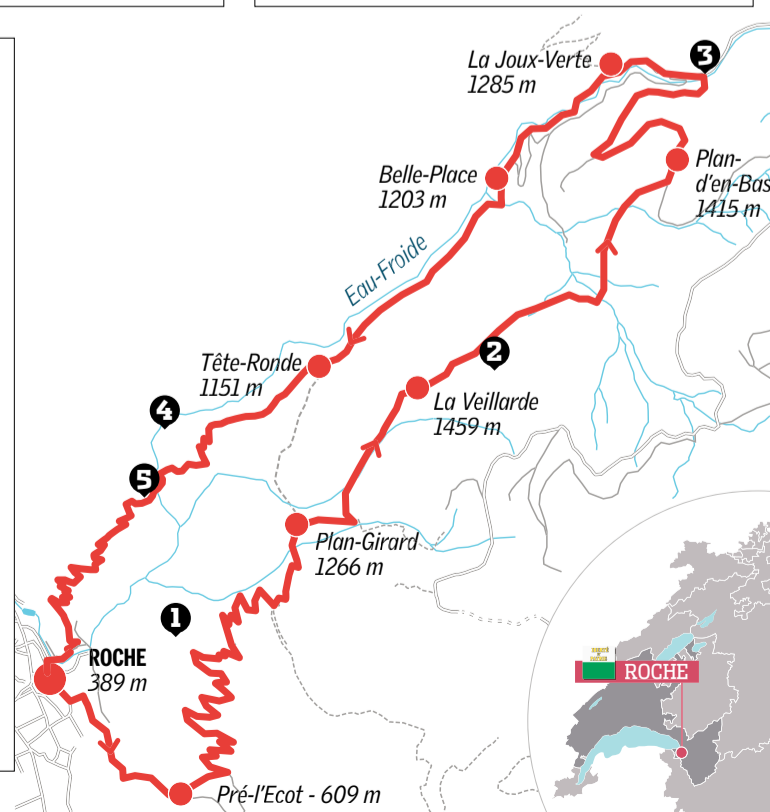 3
La Joux-Verte
1285 m
Plan-
d'en-Bas
1415 m
Belle-Place
1203 m
Eau-Froide
2
Tête-Ronde
1151 m
La Veillarde
1459 m
4
5
Plan-Girard
1266 m
1
ROCHE
389 m
ROCHE
Pré-l'Ecot - 609 m